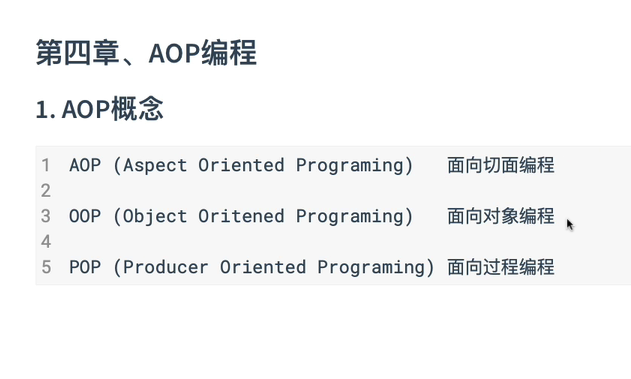 第四章、AOP编程
1. AOP概念
1 AOP (Aspect Oriented Programing) 面向切面编程
2
3 OOP (Object Oritened Programing) 面向对象编程
4
5 POP (Producer Oriented Programing) 面向过程编程